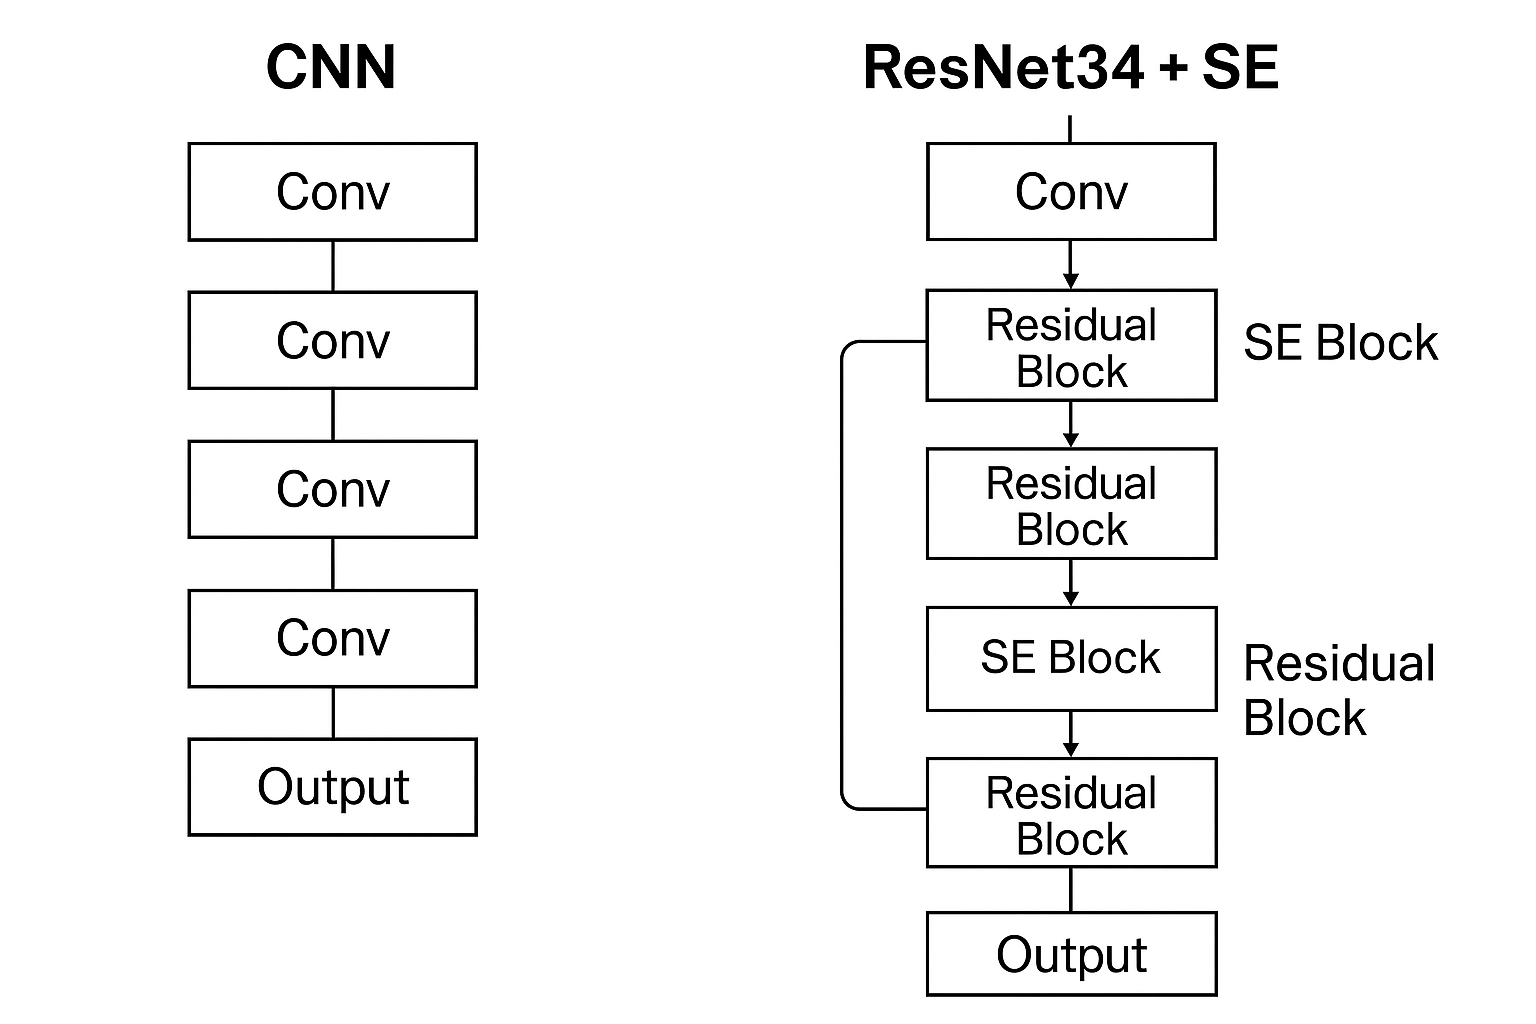 CNN
Conv
Conv
Conv
Conv
Output
ResNet34 + SE
Conv
Residual
Block
SE Block
Residual
Block
SE Block
Residual
Block
Residual
Block
Output